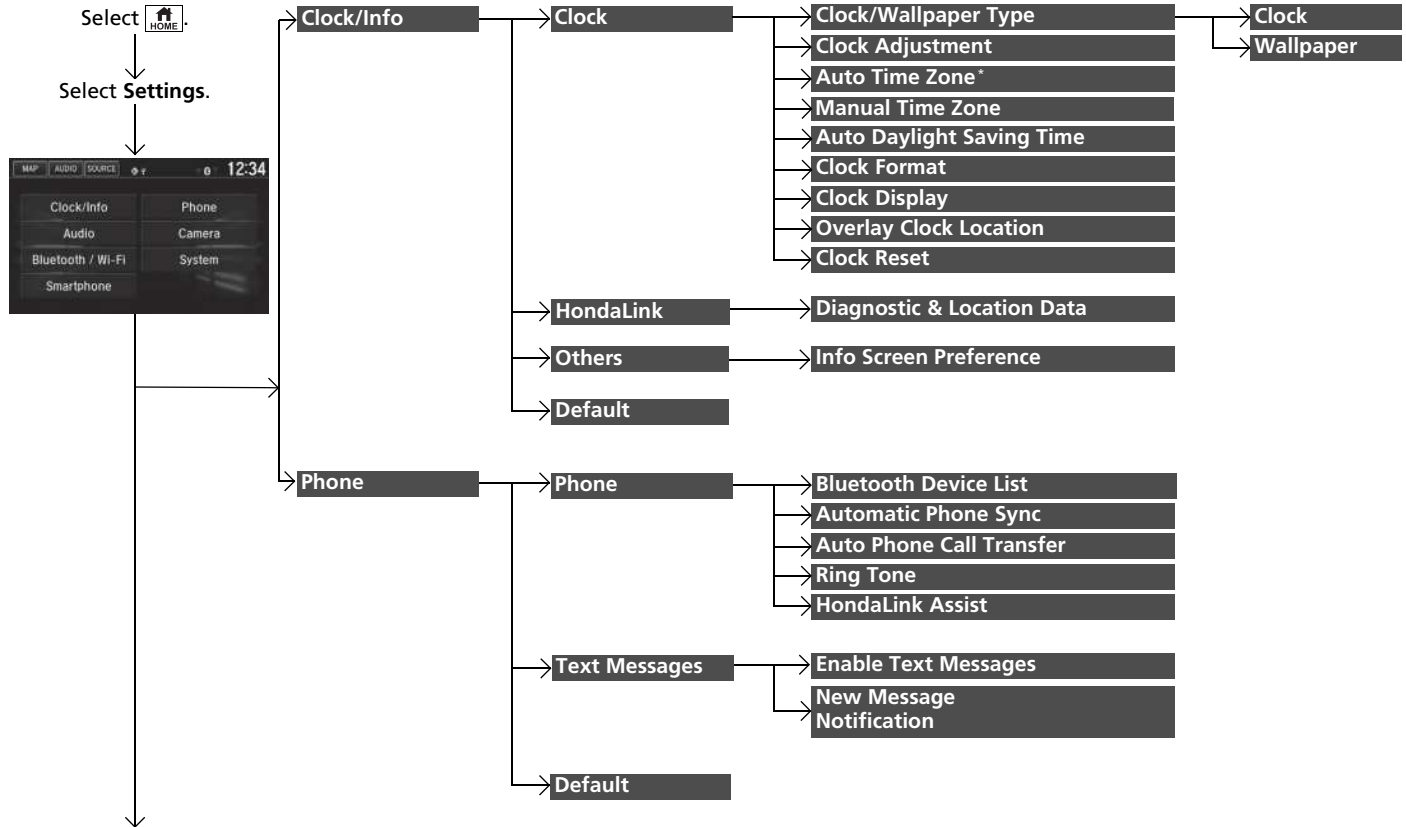 Select HOME.
Select Settings.
MAP AUDIO SOURCE 12:34
Clock/Info Phone
Audio Camera
Bluetooth / Wi-Fi System
Smartphone
Clock/Info
Clock
Clock/Wallpaper Type
Clock
Wallpaper
Clock Adjustment
Auto Time Zone*
Manual Time Zone
Auto Daylight Saving Time
Clock Format
Clock Display
Overlay Clock Location
Clock Reset
HondaLink
Diagnostic & Location Data
Others
Info Screen Preference
Default
Phone
Phone
Bluetooth Device List
Automatic Phone Sync
Auto Phone Call Transfer
Ring Tone
HondaLink Assist
Text Messages
Enable Text Messages
New Message
Notification
Default